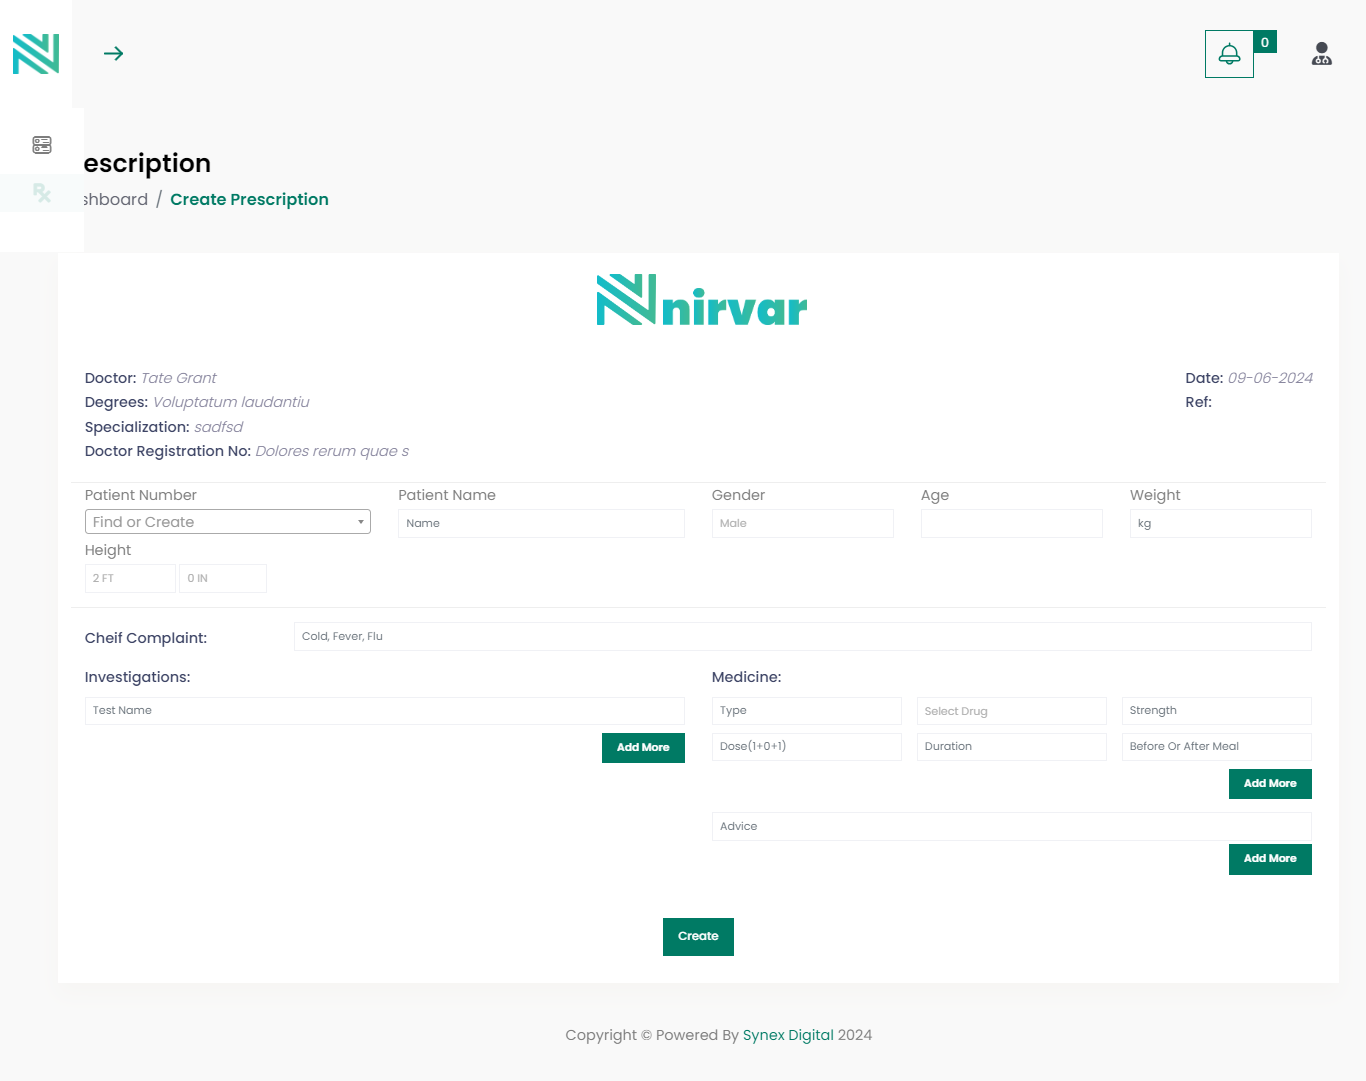 0
escription
shboard / Create Prescription
nirvar
Doctor: Tate Grant
Date: 09-06-2024
Degrees: Voluptatum laudantiu
Ref:
Specialization: sadfsd
Doctor Registration No: Dolores rerum quae s
Patient Number
Patient Name
Gender
Age
Weight
Find or Create
Name
Male
kg
Height
2 FT
0 IN
Cheif Complaint:
Cold, Fever, Flu
Investigations:
Medicine:
Test Name
Type
Select Drug
Strength
Add More
Dose(1+0+1)
Duration
Before Or After Meal
Add More
Advice
Add More
Create
Copyright © Powered By Synex Digital 2024